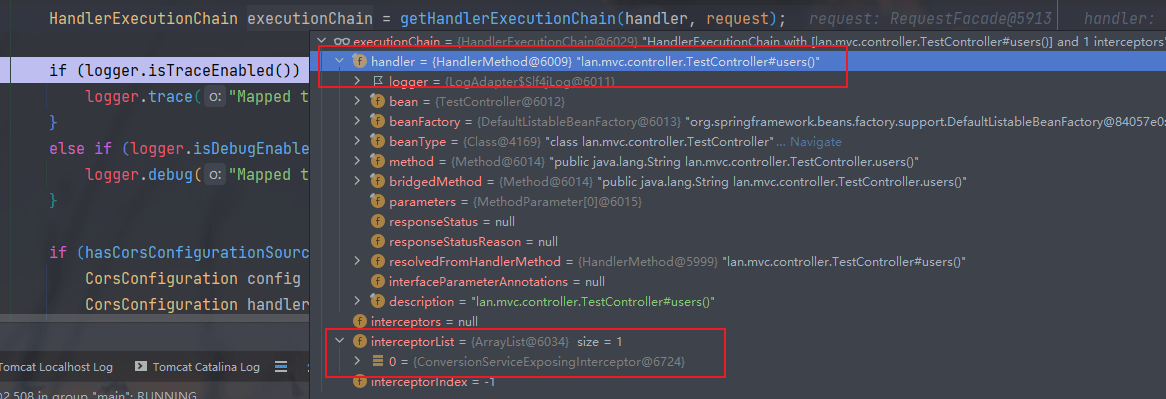 HandlerExecutionChain executionChain = getHandlerExecutionChain(handler, request); request: RequestFacade@5913 handler:
executionChain = {HandlerExecutionChain@6029} "HandlerExecutionChain with [lan.mvc.controller.TestController#users()] and 1 interceptors"
if (logger.isTraceEnabled())
handler = {HandlerMethod@6009} "lan.mvc.controller.TestController#users()"
logger = {LogAdapter$Slf4jLog@6011}
logger.trace( o: "Mapped t
bean = {TestController@6012}
}
beanFactory = {DefaultListableBeanFactory@6013} "org.springframework.beans.factory.support.DefaultListableBeanFactory@84057e0
else if (logger.isDebugEnable
beanType = {Class@4169} "class lan.mvc.controller.TestController" ... Navigate
method = {Method@6014} "public java.lang.String lan.mvc.controller.TestController.users()"
logger.debug( o: "Mapped t
bridgedMethod = {Method@6014} "public java.lang.String lan.mvc.controller.TestController.users()"
}
parameters = {MethodParameter[0]@6015}
responseStatus = null
responseStatusReason = null
if (hasCorsConfigurationSourc
resolvedFromHandlerMethod = {HandlerMethod@5999} "lan.mvc.controller.TestController#users()"
CorsConfiguration config
interfaceParameterAnnotations = null
CorsConfiguration handler
description = "lan.mvc.controller.TestController#users()"
interceptors = null
interceptorList = {ArrayList@6034} size = 1
Tomcat Localhost Log Tomcat Catalina Log
0 = {ConversionServiceExposingInterceptor@6724}
interceptorIndex = -1
02.508 in group "main": RUNNING